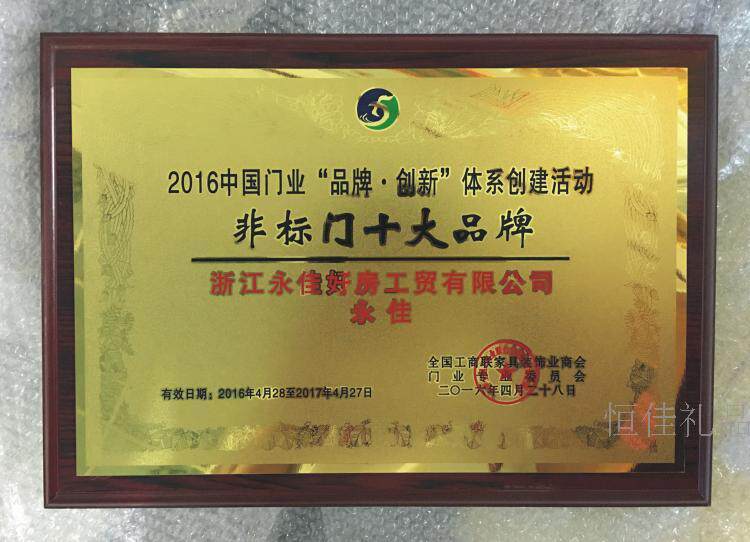 2016中国门业“品牌·创新”体系创建活动
非标门十大品牌
浙江永佳好房工贸有限公司
永佳
全国工商联家具装饰业商会
门业专业委员会
有效日期：2016年4月28至2017年4月27日
二〇一六年四月二十八日
恒佳礼品